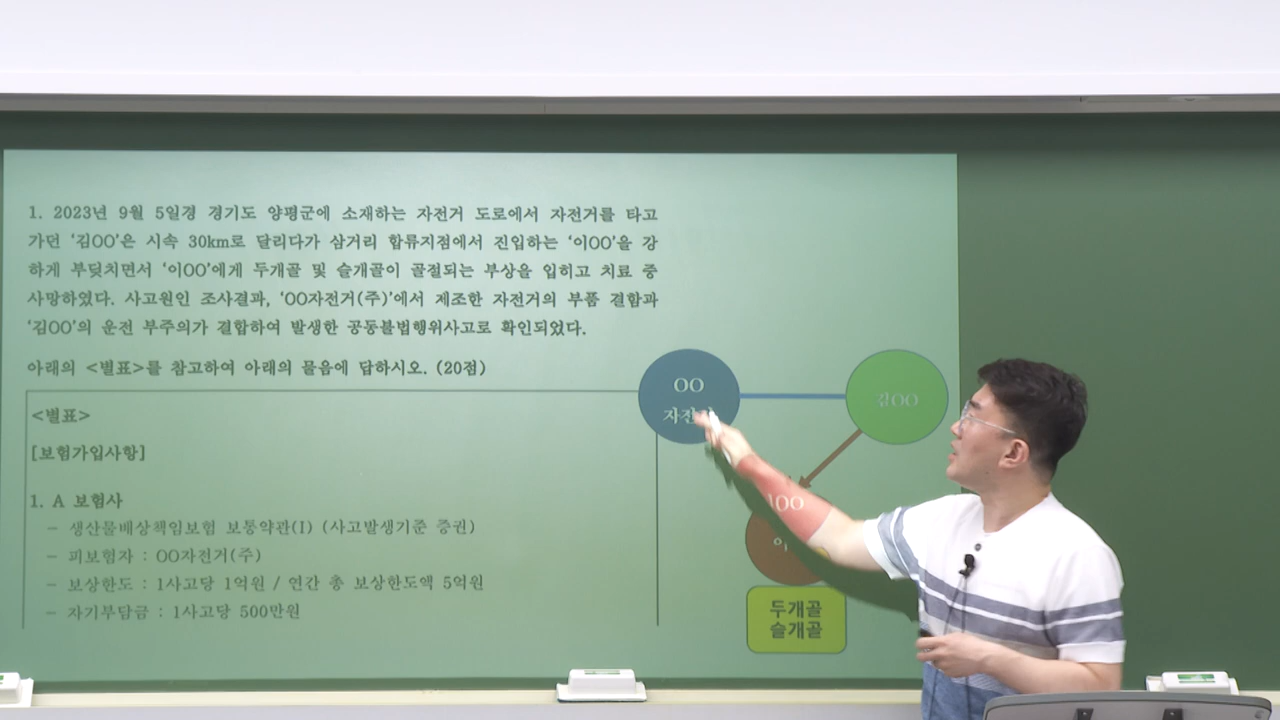 1. 2023년 9월 5일경 경기도 양평군에 소재하는 자전거 도로에서 자전거를 타고
가던 '김OO'은 시속 30km로 달리다가 삼거리 합류지점에서 진입하는 '이OO'을 강
하게 부딪치면서 '이OO'에게 두개골 및 슬개골이 골절되는 부상을 입히고 치료 중
사망하였다. 사고원인 조사결과, 'OO자전거(주)'에서 제조한 자전거의 부품 결함과
'김OO'의 운전 부주의가 결합하여 발생한 공동불법행위사고로 확인되었다.
아래의 <별표>를 참고하여 아래의 물음에 답하시오. (20점)
<별표>
[보험가입사항]
1. A 보험사
- 생산물배상책임보험 보통약관(I) (사고발생기준 증권)
- 피보험자 : OO자전거(주)
- 보상한도 : 1사고당 1억원 / 연간 총 보상한도액 5억원
- 자기부담금 : 1사고당 500만원
OO
김OO
두개골
슬개골